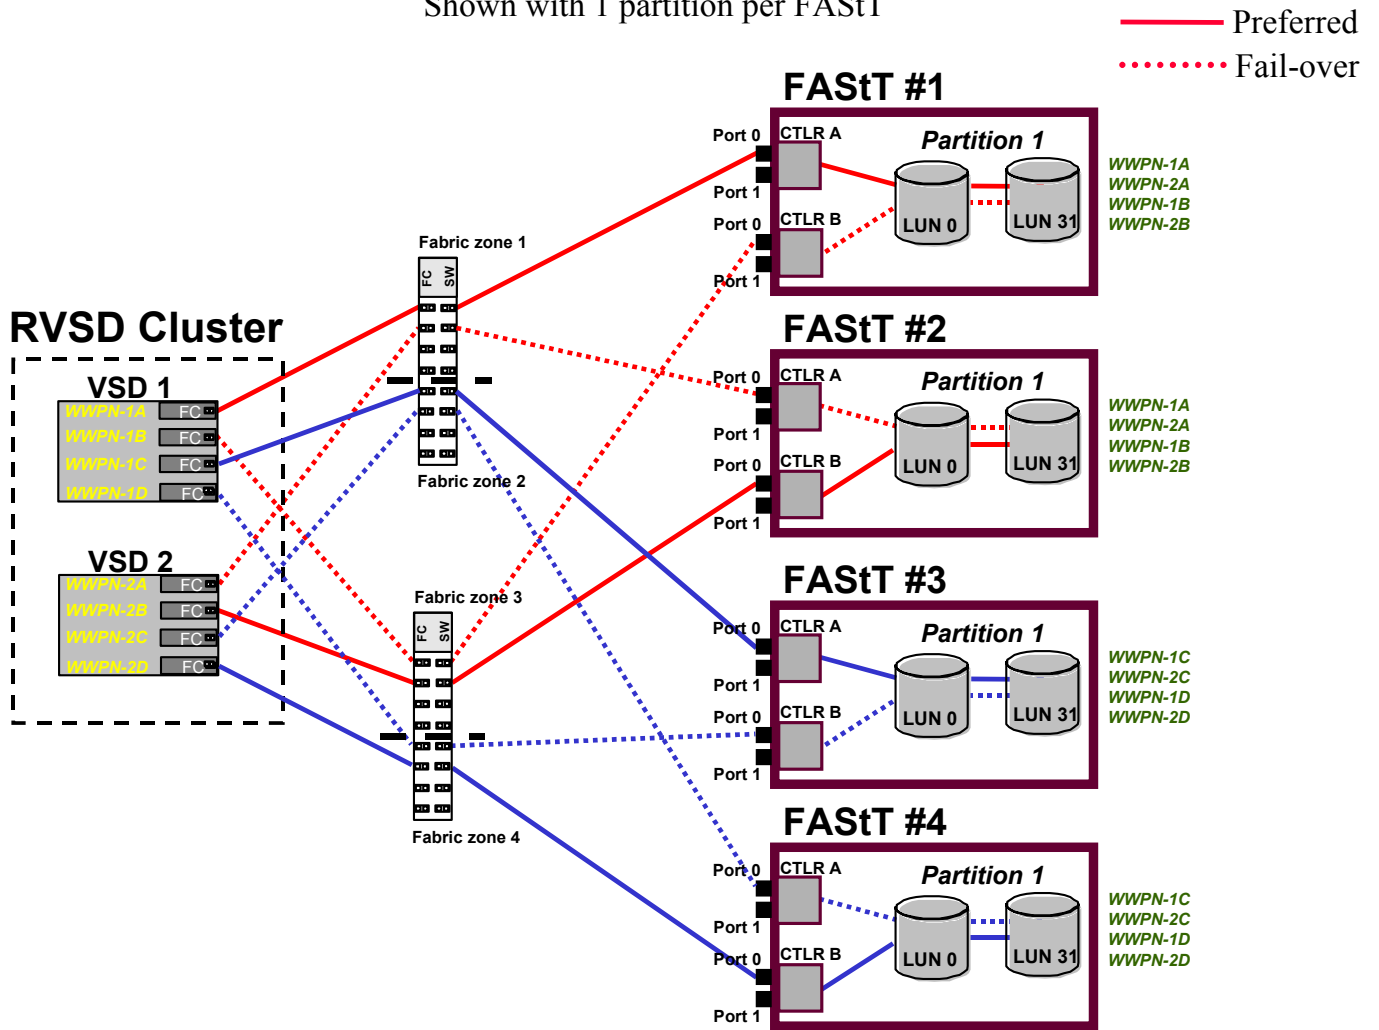 Shown with 1 partition per FAStT
Preferred
Fail-over
FAStT #1
Port 0
CTLR A
Partition 1
Port 1
Port 0
CTLR B
LUN 0
LUN 31
Port 1
WWPN-1A
WWPN-2A
WWPN-1B
WWPN-2B
Fabric zone 1
FC
SW
Fabric zone 2
RVSD Cluster
VSD 1
WWPN-1A FC
WWPN-1B FC
WWPN-1C FC
WWPN-1D FC
VSD 2
WWPN-2A FC
WWPN-2B FC
WWPN-2C FC
WWPN-2D FC
Fabric zone 3
FC
SW
Fabric zone 4
FAStT #2
Port 0
CTLR A
Partition 1
Port 1
Port 0
CTLR B
LUN 0
LUN 31
Port 1
WWPN-1A
WWPN-2A
WWPN-1B
WWPN-2B
FAStT #3
Port 0
CTLR A
Partition 1
Port 1
Port 0
CTLR B
LUN 0
LUN 31
Port 1
WWPN-1C
WWPN-2C
WWPN-1D
WWPN-2D
FAStT #4
Port 0
CTLR A
Partition 1
Port 1
Port 0
CTLR B
LUN 0
LUN 31
Port 1
WWPN-1C
WWPN-2C
WWPN-1D
WWPN-2D